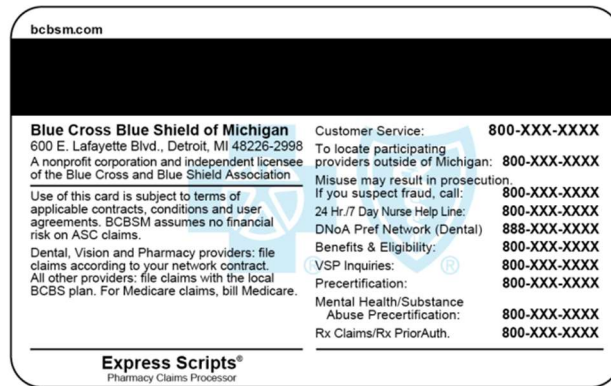 bcbsm.com
Blue Cross Blue Shield of Michigan
600 E. Lafayette Blvd., Detroit, MI 48226-2998
A nonprofit corporation and independent licensee
of the Blue Cross and Blue Shield Association
Use of this card is subject to terms of
applicable contracts, conditions and user
agreements. BCBSM assumes no financial
risk on ASC claims.
Dental, Vision and Pharmacy providers: file
claims according to your network contract.
All other providers: file claims with the local
BCBS plan. For Medicare claims, bill Medicare.
Express Scripts®
Pharmacy Claims Processor
Customer Service: 800-XXX-XXXX
To locate participating
providers outside of Michigan: 800-XXX-XXXX
Misuse may result in prosecution.
If you suspect fraud, call: 800-XXX-XXXX
24 Hr./7 Day Nurse Help Line: 800-XXX-XXXX
DNoA Pref Network (Dental) 888-XXX-XXXX
Benefits & Eligibility: 800-XXX-XXXX
VSP Inquiries: 800-XXX-XXXX
Precertification: 800-XXX-XXXX
Mental Health/Substance
Abuse Precertification: 800-XXX-XXXX
Rx Claims/Rx PriorAuth. 800-XXX-XXXX
® ®